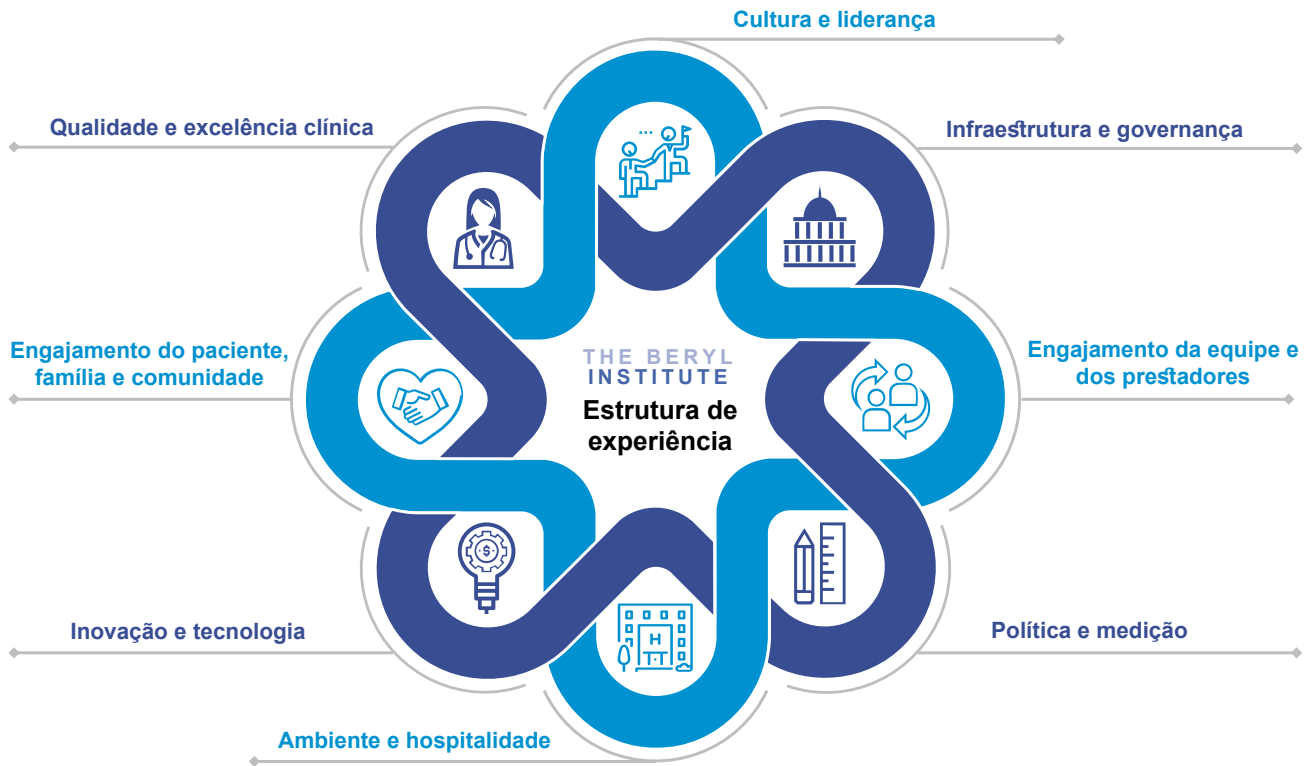 Cultura e liderança
Qualidade e excelência clínica
Infraestrutura e governança
Engajamento do paciente,
família e comunidade
THE BERYL
INSTITUTE
Estrutura de
experiência
Engajamento da equipe e
dos prestadores
$
H
Inovação e tecnologia
Política e medição
Ambiente e hospitalidade